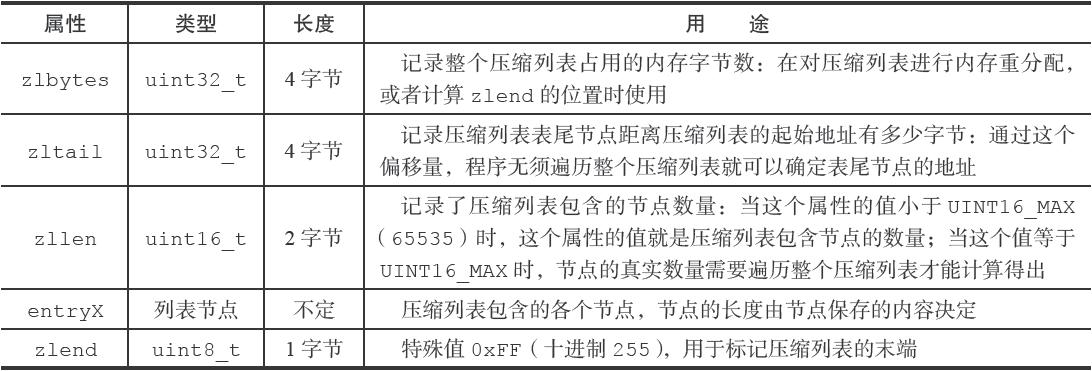 属性 类型 长度 用 途
zlbytes uint32_t 4 字节 记录整个压缩列表占用的内存字节数：在对压缩列表进行内存重分配，
或者计算 zlend 的位置时使用
zltail uint32_t 4 字节 记录压缩列表表尾节点距离压缩列表的起始地址有多少字节：通过这个
偏移量，程序无须遍历整个压缩列表就可以确定表尾节点的地址
记录了压缩列表包含的节点数量：当这个属性的值小于 UINT16_MAX
zllen uint16_t 2 字节 （65535）时，这个属性的值就是压缩列表包含节点的数量；当这个值等于
UINT16_MAX 时，节点的真实数量需要遍历整个压缩列表才能计算得出
entryX 列表节点 不定 压缩列表包含的各个节点，节点的长度由节点保存的内容决定
zlend uint8_t 1 字节 特殊值 0xFF（十进制 255），用于标记压缩列表的末端